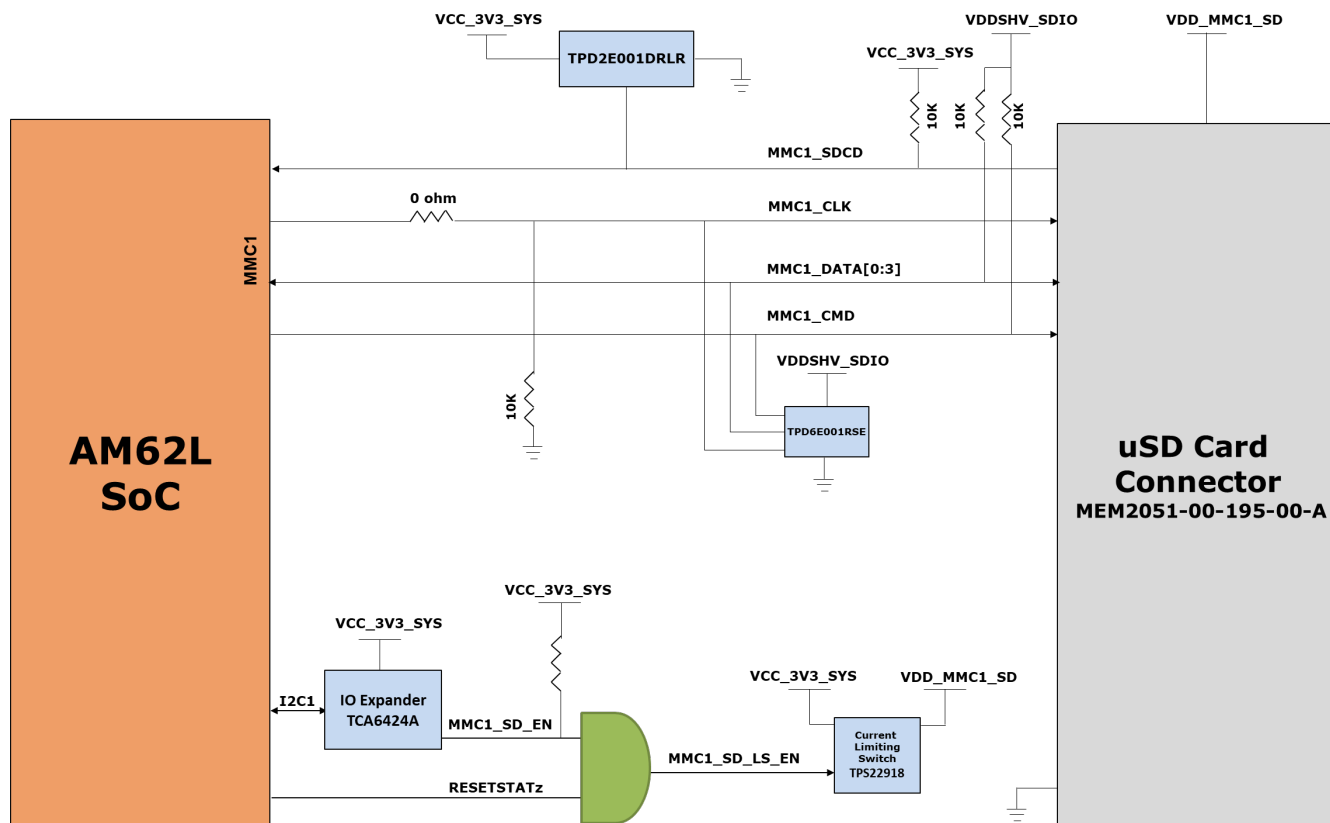 VCC_3V3_SYS
VDDSHV_SDIO
VDD_MMC1_SD
TPD2E001DRLR
VCC_3V3_SYS
10K
10K
10K
MMC1_SDCD
0 ohm
MMC1_CLK
MMC1
MMC1_DATA[0:3]
MMC1_CMD
VDDSHV_SDIO
10K
TPD6E001RSE
AM62L
SoC
uSD Card
Connector
MEM2051-00-195-00-A
VCC_3V3_SYS
VCC_3V3_SYS
VCC_3V3_SYS
VDD_MMC1_SD
I2C1
IO Expander
TCA6424A
MMC1_SD_EN
MMC1_SD_LS_EN
Current
Limiting
Switch
TPS22918
RESETSTATz